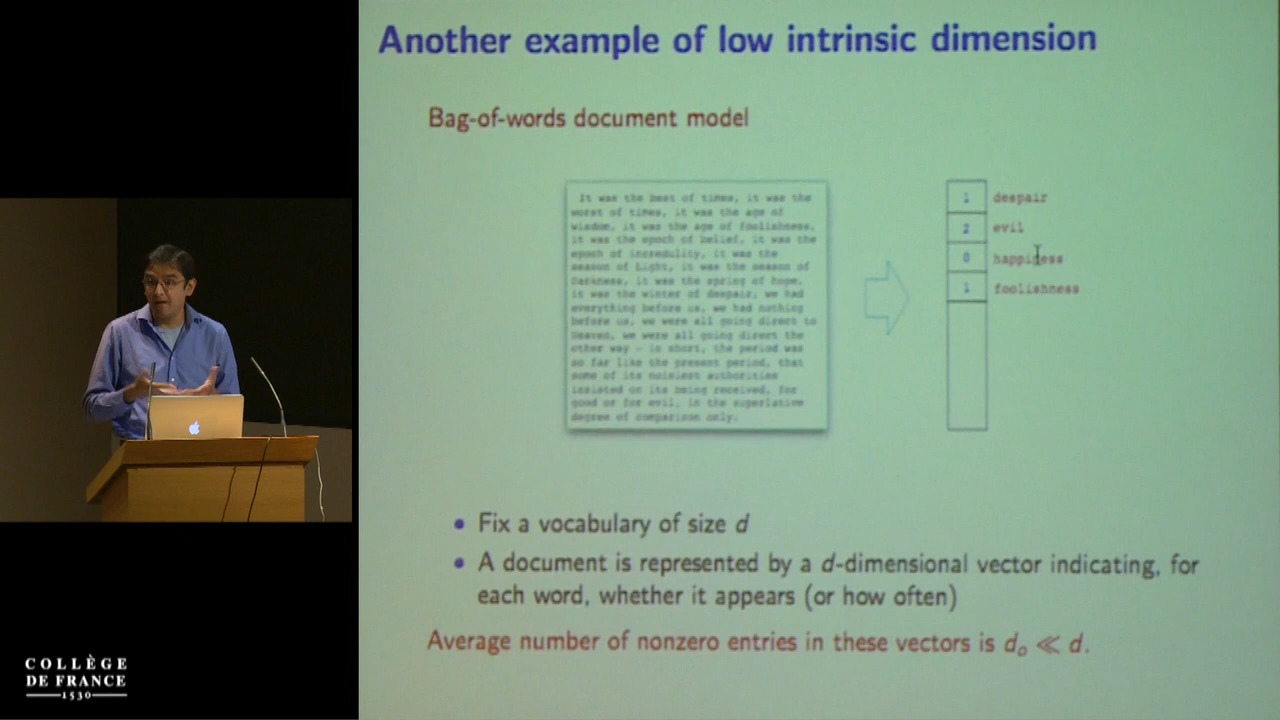 Another example of low intrinsic dimension
Bag-of-words document model
It was the best of times, it was the
worst of times, it was the age of
wisdom, it was the age of foolishness,
it was the epoch of belief, it was the
epoch of incredulity, it was the
season of Light, it was the season of
Darkness, it was the spring of hope,
it was the winter of despair, we had
everything before us, we had nothing
before us, we were all going direct to
Heaven, we were all going direct the
other way – in short, the period was
so far like the present period, that
some of its noisiest authorities
insisted on its being received, for
good or for evil, in the superlative
degree of comparison only.
1 despair
2 evil
0 happiness
1 foolishness
• Fix a vocabulary of size d
• A document is represented by a d-dimensional vector indicating, for
each word, whether it appears (or how often)
Average number of nonzero entries in these vectors is d₀ ≪ d.
COLLÈGE
DE FRANCE
1530